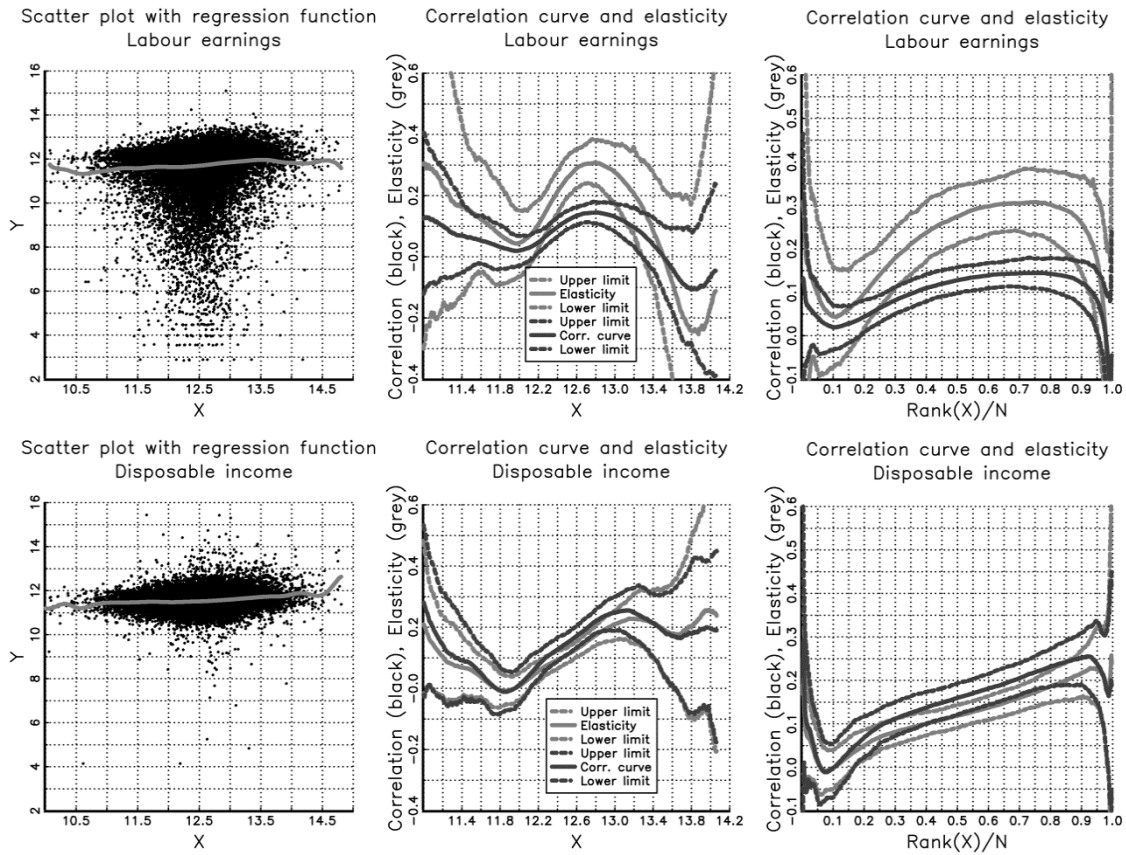 Scatter plot with regression function
Labour earnings
Y
16
14
12
10
8
6
4
2
10.5 11.5 12.5 13.5 14.5
X
Correlation curve and elasticity
Labour earnings
Correlation (black), Elasticity (grey)
0.6
0.4
0.2
-0.0
-0.2
-0.4
Upper limit
Elasticity
Lower limit
Upper limit
Corr. curve
Lower limit
11.4 11.8 12.2 12.6 13.0 13.4 13.8 14.2
X
Correlation curve and elasticity
Labour earnings
Correlation (black), Elasticity (grey)
0.6
0.5
0.4
0.3
0.2
0.1
0.0
-0.1
0.1 0.2 0.3 0.4 0.5 0.6 0.7 0.8 0.9 1.0
Rank(X)/N
Scatter plot with regression function
Disposable income
Y
16
14
12
10
8
6
4
2
10.5 11.5 12.5 13.5 14.5
X
Correlation curve and elasticity
Disposable income
Correlation (black), Elasticity (grey)
0.6
0.4
0.2
-0.0
-0.2
-0.4
Upper limit
Elasticity
Lower limit
Upper limit
Corr. curve
Lower limit
11.4 11.8 12.2 12.6 13.0 13.4 13.8 14.2
X
Correlation curve and elasticity
Disposable income
Correlation (black), Elasticity (grey)
0.6
0.5
0.4
0.3
0.2
0.1
0.0
-0.1
0.1 0.2 0.3 0.4 0.5 0.6 0.7 0.8 0.9 1.0
Rank(X)/N